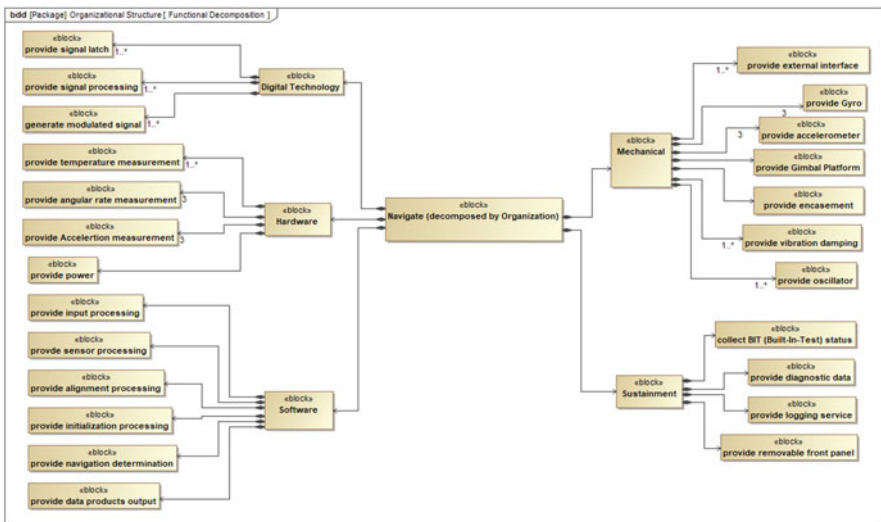 bdd [Package] Organizational Structure [ Functional Decomposition ]
«block»
provide signal latch
1..*
«block»
provide signal processing
1..*
«block»
generate modulated signal
1..*
«block»
Digital Technology
«block»
provide temperature measurement
1..*
«block»
provide angular rate measurement
3
«block»
provide Accelertion measurement
3
«block»
provide power
«block»
Hardware
«block»
provide input processing
«block»
provde sensor processing
«block»
provide alignment processing
«block»
provide initialization processing
«block»
provide navigation determination
«block»
provide data products output
«block»
Software
«block»
Navigate (decomposed by Organization)
«block»
Mechanical
«block»
provide external interface
1..*
«block»
provide Gyro
3
«block»
provide accelerometer
3
«block»
provide Gimbal Platform
«block»
provide encasement
«block»
provide vibration damping
1..*
«block»
provide oscillator
1..*
«block»
Sustainment
«block»
collect BIT (Built-In-Test) status
«block»
provide diagnostic data
«block»
provide logging service
«block»
provide removable front panel